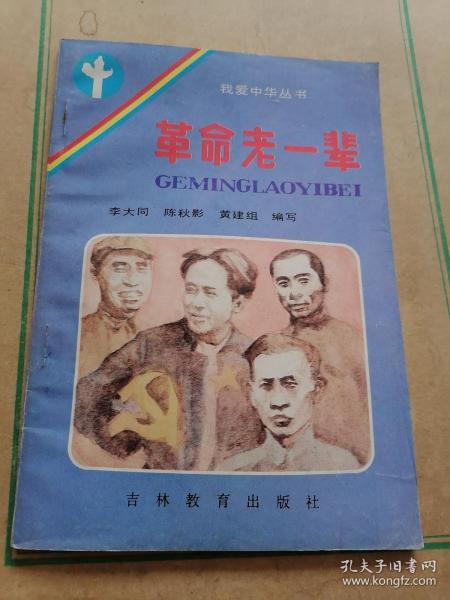 我爱中华丛书
革命老一辈
GEMINGLAOYIBEI
李大同 陈秋影 黄建组 编写
吉林教育出版社
孔夫子旧书网
www.kongfz.com